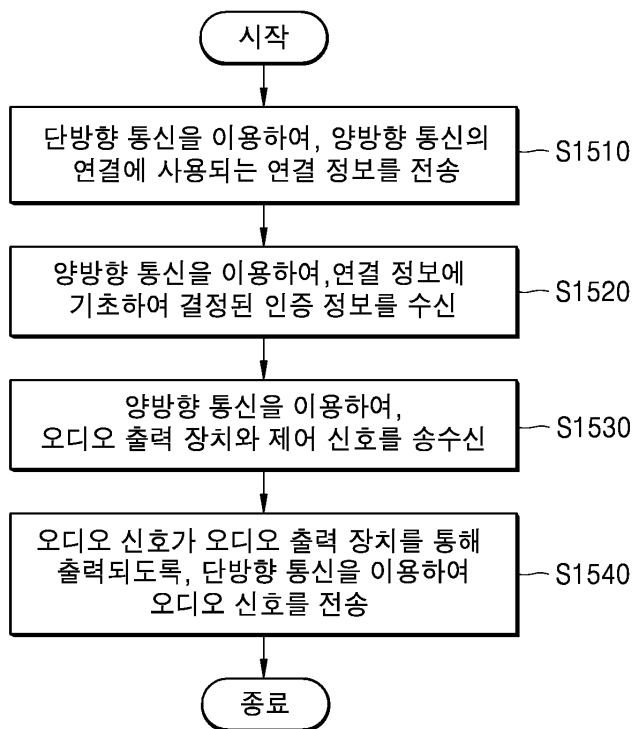 시작
단방향 통신을 이용하여, 양방향 통신의
연결에 사용되는 연결 정보를 전송
S1510
양방향 통신을 이용하여,연결 정보에
기초하여 결정된 인증 정보를 수신
S1520
양방향 통신을 이용하여,
오디오 출력 장치와 제어 신호를 송수신
S1530
오디오 신호가 오디오 출력 장치를 통해
출력되도록, 단방향 통신을 이용하여
오디오 신호를 전송
S1540
종료